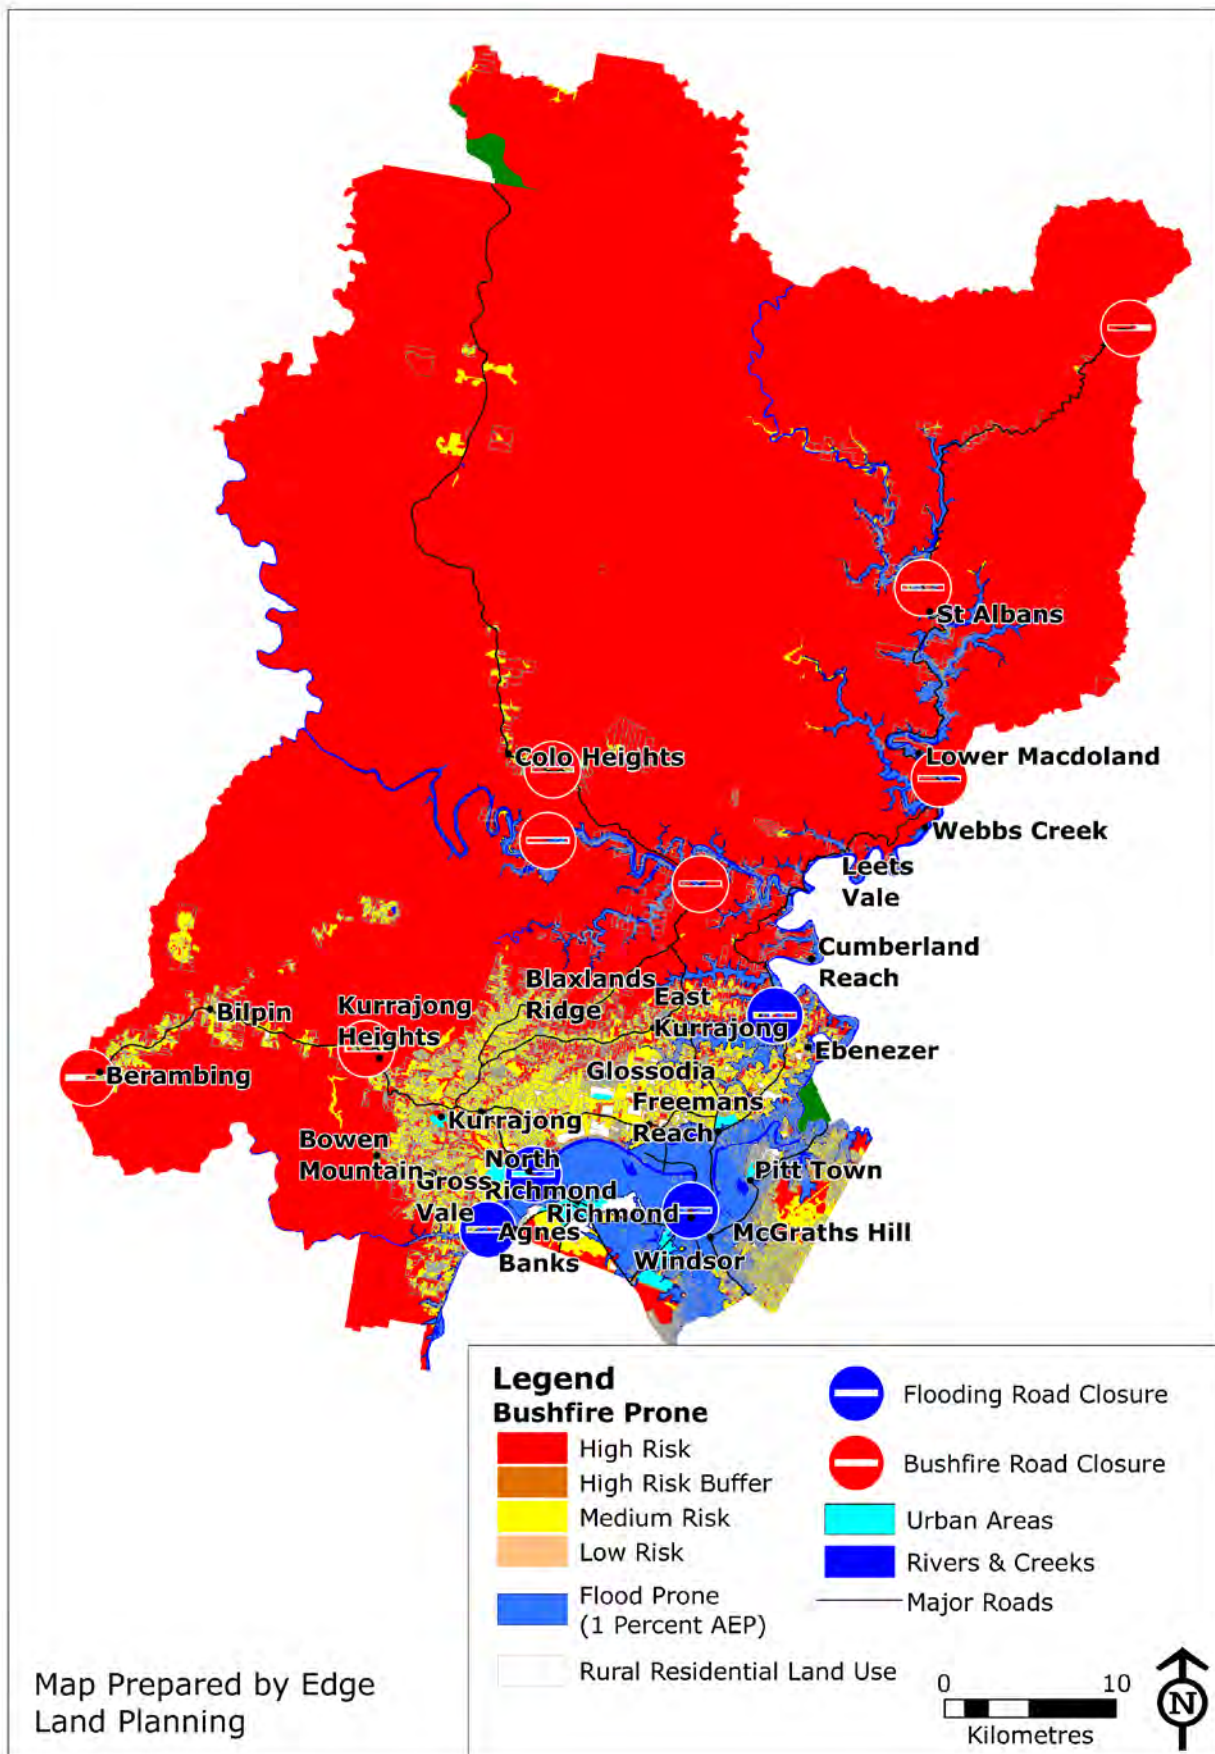 St Albans
Colo Heights
Lower Macdoland
Webbs Creek
Leets
Vale
Cumberland
Reach
Blaxlands
Ridge
East
Kurrajong
Bilpin
Kurrajong
Heights
Ebenezer
Berambing
Glossodia
Freemans
Reach
Kurrajong
Bowen
Mountain
North
Richmond
Pitt Town
Gross
Vale
Richmond
Agnes
Banks
McGraths Hill
Windsor
Legend
Bushfire Prone
High Risk
High Risk Buffer
Medium Risk
Low Risk
Flood Prone
(1 Percent AEP)
Rural Residential Land Use
Flooding Road Closure
Bushfire Road Closure
Urban Areas
Rivers & Creeks
Major Roads
0 10
Kilometres
N
Map Prepared by Edge
Land Planning